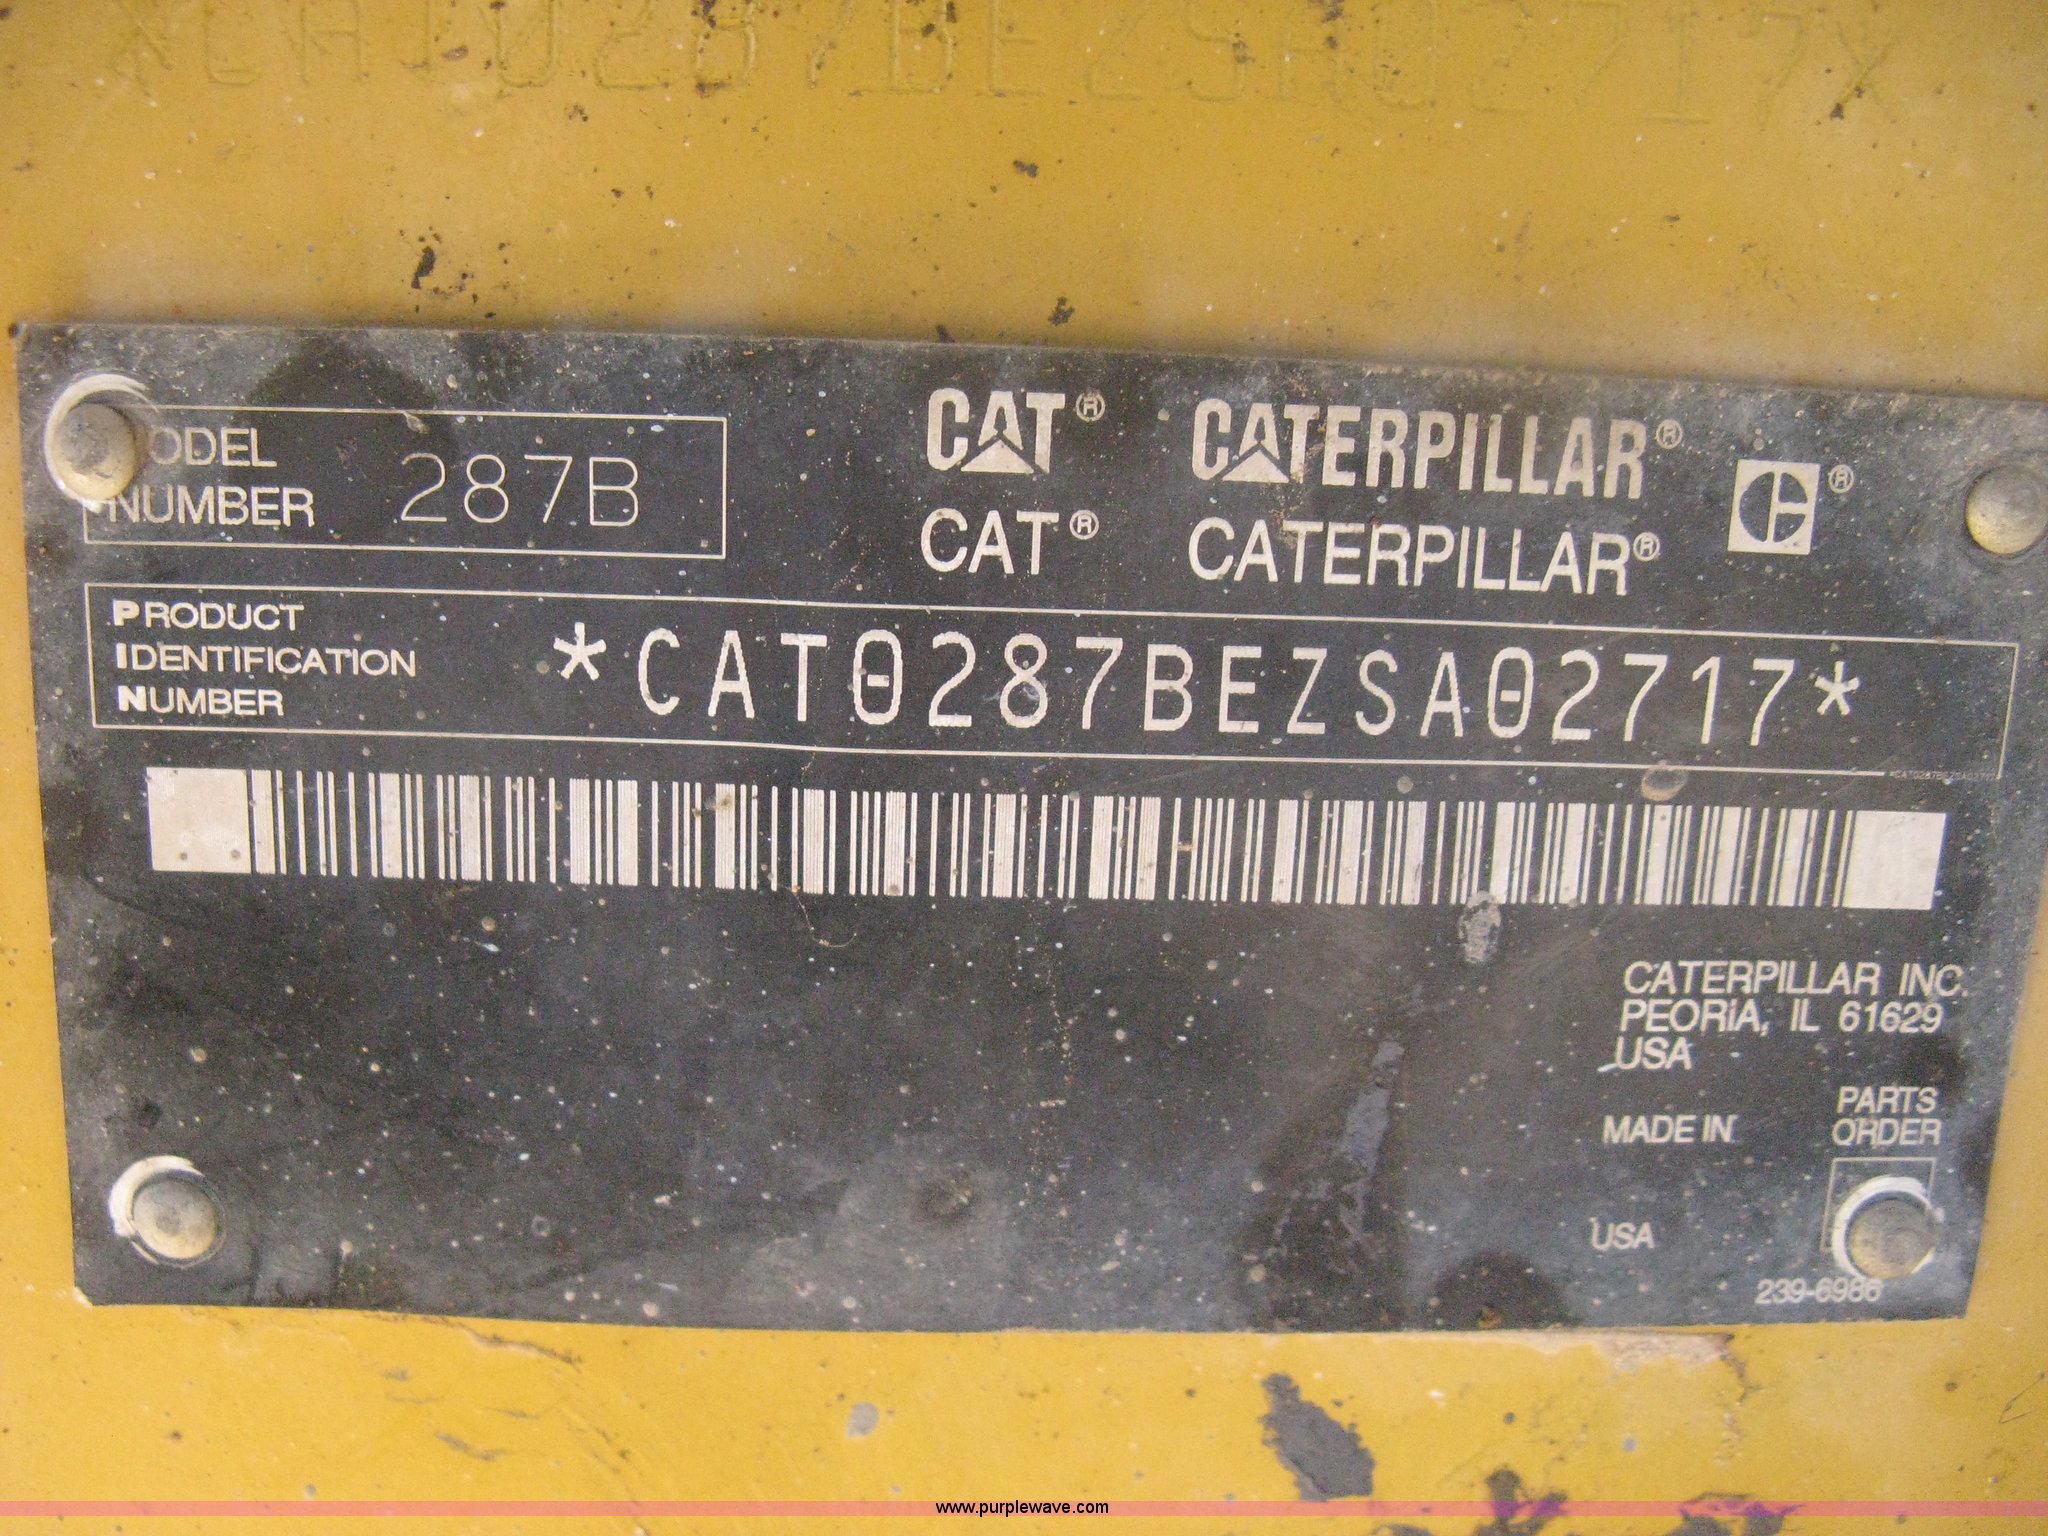 *CAT0287BEZSA02717*
MODEL
NUMBER 287B
CAT® CATERPILLAR® ®
CAT® CATERPILLAR®
PRODUCT
IDENTIFICATION
NUMBER
*CAT0287BEZSA02717*
CATERPILLAR INC.
PEORIA, IL 61629
USA
MADE IN
PARTS
ORDER
USA
239-6986
www.purplewave.com